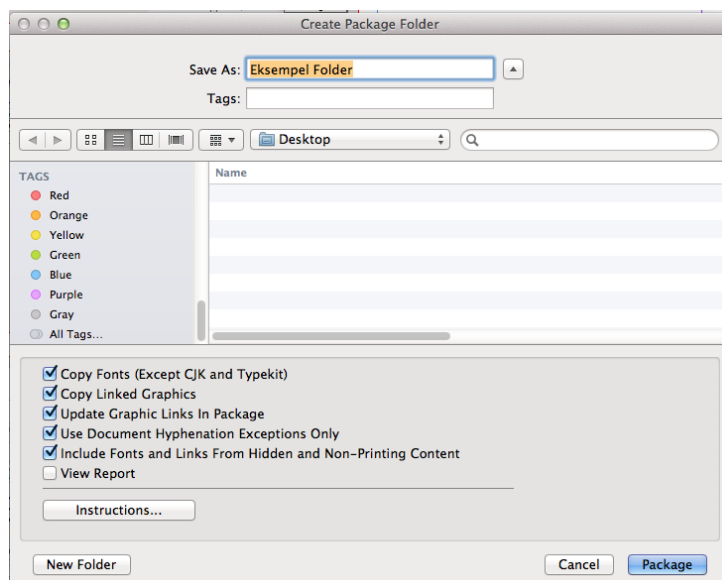 Create Package Folder
Save As: Eksempel Folder
Tags:
Desktop
TAGS
Name
Red
Orange
Yellow
Green
Blue
Purple
Gray
All Tags...
Copy Fonts (Except CJK and Typekit)
Copy Linked Graphics
Update Graphic Links In Package
Use Document Hyphenation Exceptions Only
Include Fonts and Links From Hidden and Non-Printing Content
View Report
Instructions...
New Folder
Cancel
Package